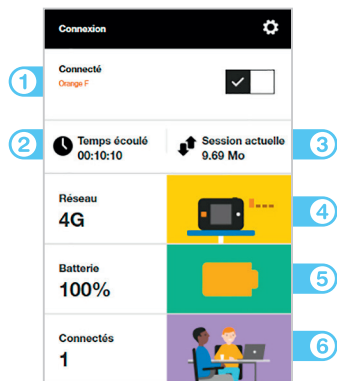 Connexion
Connecté
Orange F
1
2
Temps écoulé
00:10:10
Session actuelle
9.69 Mo
3
Réseau
4G
4
Batterie
100%
5
Connectés
1
6